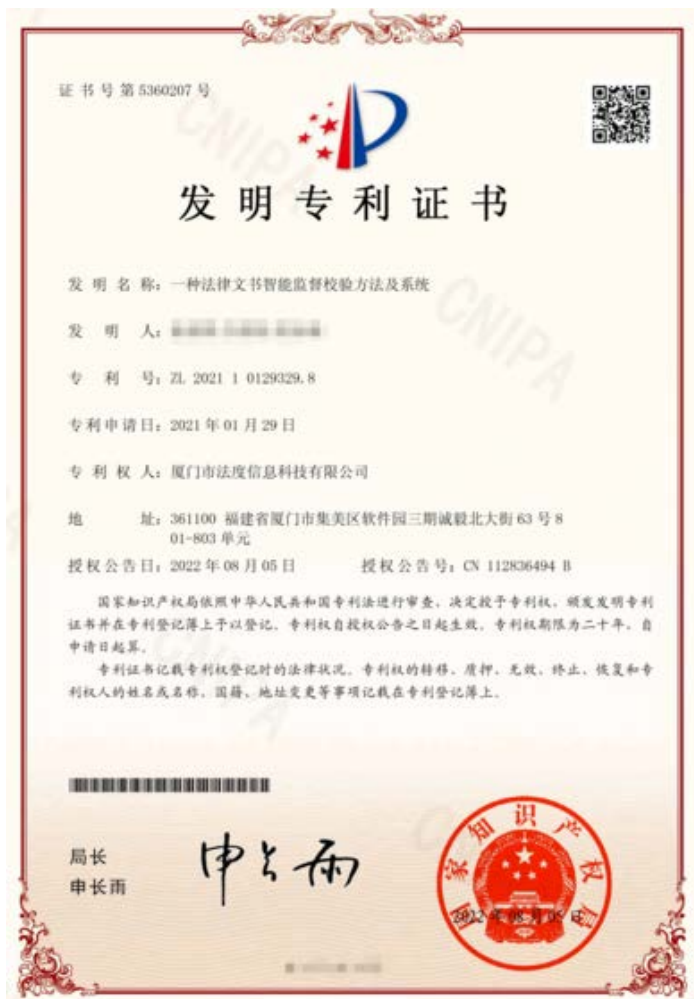 证书号第5360207号
发明专利证书
发明名称：一种法律文书智能监督校验方法及系统
发明人：
专利号：ZL 2021 1 0129329.8
专利申请日：2021年01月29日
专利权人：厦门市法度信息科技有限公司
地址：361100 福建省厦门市集美区软件园三期诚毅北大街63号8
01-803单元
授权公告日：2022年08月05日 授权公告号：CN 112836494 B
国家知识产权局依照中华人民共和国专利法进行审查，决定授予专利权，颁发发明专利
证书并在专利登记簿上予以登记。专利权自授权公告之日起生效。专利权期限为二十年，自
申请日起算。
专利证书记载专利权登记时的法律状况。专利权的转移、质押、无效、终止、恢复和专
利权人的姓名或名称、国籍、地址变更等事项记载在专利登记簿上。
局长
申长雨
申长雨
国家知识产权局
2022年08月05日
CNIPA
CNIPA
CNIPA